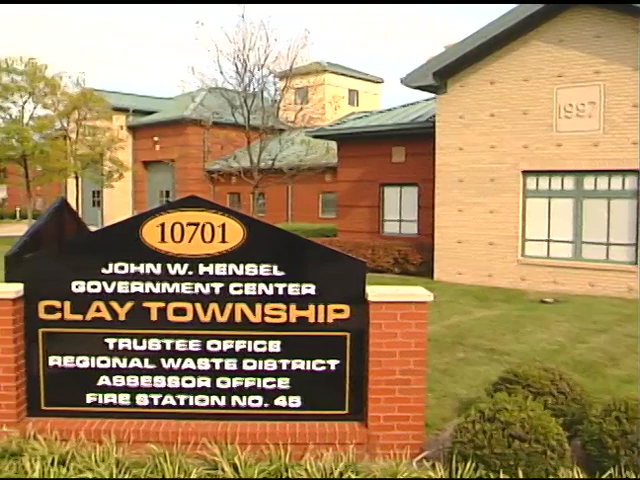 1997
10701
JOHN W. HENSEL
GOVERNMENT CENTER
CLAY TOWNSHIP
TRUSTEE OFFICE
REGIONAL WASTE DISTRICT
ASSESSOR OFFICE
FIRE STATION NO. 45